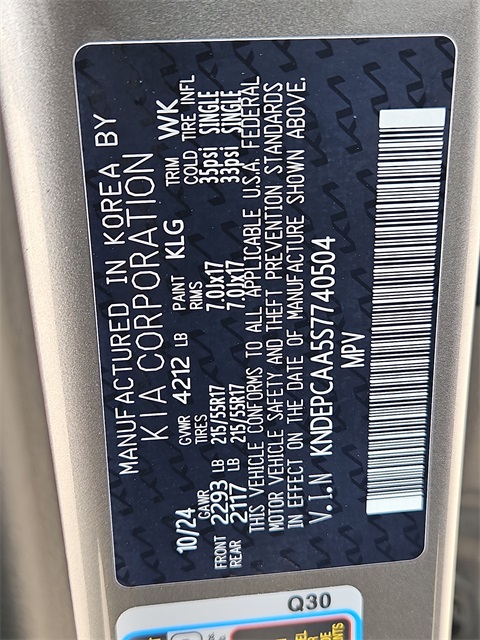 MANUFACTURED IN KOREA BY
KIA CORPORATION
10/24 GVWR 4212 LB PAINT KLG TRIM WK
GAWR TIRES RIMS COLD TIRE INFL
FRONT 2293 LB 215/55R17 7.0Jx17 35psi SINGLE
REAR 2117 LB 215/55R17 7.0Jx17 33psi SINGLE
THIS VEHICLE CONFORMS TO ALL APPLICABLE U.S.A. FEDERAL
MOTOR VEHICLE SAFETY AND THEFT PREVENTION STANDARDS
IN EFFECT ON THE DATE OF MANUFACTURE SHOWN ABOVE.
V.I.N KNDEPCAA5S7740504
MPV
Q30